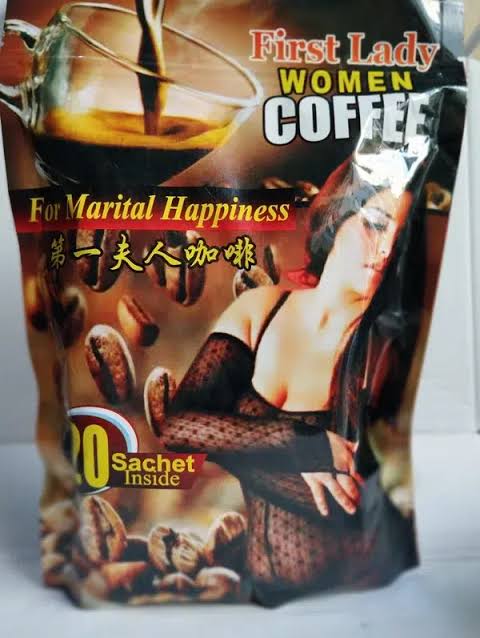 First Lady
WOMEN
COFFEE
For Marital Happiness
第一夫人咖啡
20
Sachet
Inside